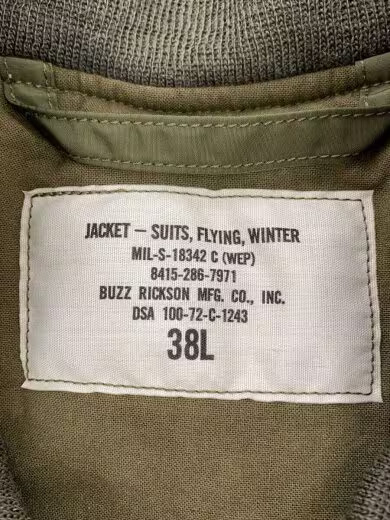 JACKET – SUITS, FLYING, WINTER
MIL-S-18342 C (WEP)
8415-286-7971
BUZZ RICKSON MFG. CO., INC.
DSA 100-72-C-1243
38L